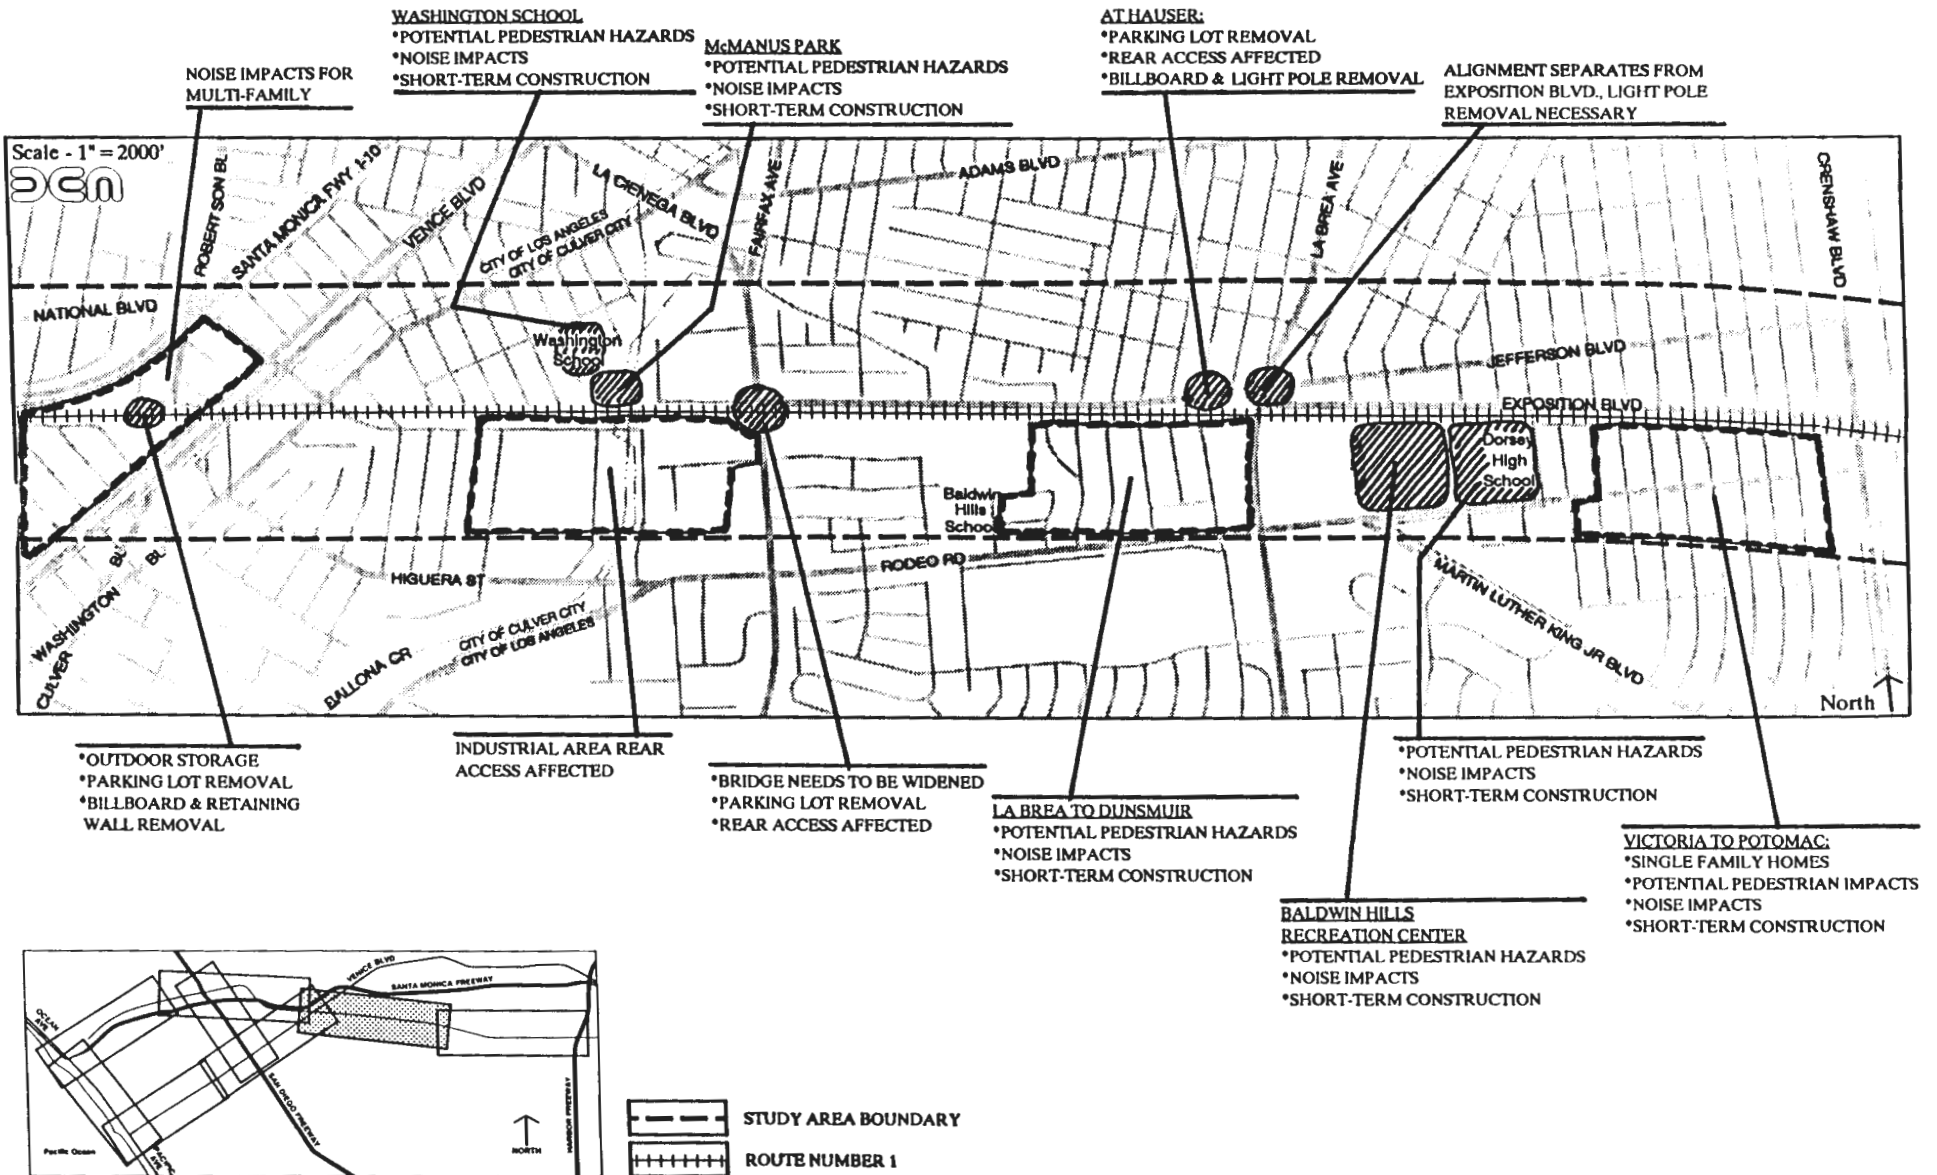 WASHINGTON SCHOOL
*POTENTIAL PEDESTRIAN HAZARDS
*NOISE IMPACTS
*SHORT-TERM CONSTRUCTION
McMANUS PARK
*POTENTIAL PEDESTRIAN HAZARDS
*NOISE IMPACTS
*SHORT-TERM CONSTRUCTION
AT HAUSER:
*PARKING LOT REMOVAL
*REAR ACCESS AFFECTED
*BILLBOARD & LIGHT POLE REMOVAL
NOISE IMPACTS FOR
MULTI-FAMILY
ALIGNMENT SEPARATES FROM
EXPOSITION BLVD., LIGHT POLE
REMOVAL NECESSARY
Scale - 1" = 2000'
ROBERTSON BL
SANTA MONICA FWY I-10
VENICE BLVD
LA CIENEGA BLVD
CITY OF LOS ANGELES
CITY OF CULVER CITY
FAIRFAX AVE
ADAMS BLVD
LA BREA AVE
CRENSHAW BLVD
NATIONAL BLVD
Washington
School
JEFFERSON BLVD
EXPOSITION BLVD
Dorsey
High
School
Baldwin
Hills
School
RODEO RD
HIGUERA ST
WASHINGTON BL
CULVER BL
BALLONA CR
CITY OF CULVER CITY
CITY OF LOS ANGELES
MARTIN LUTHER KING JR BLVD
North
*OUTDOOR STORAGE
*PARKING LOT REMOVAL
*BILLBOARD & RETAINING
WALL REMOVAL
INDUSTRIAL AREA REAR
ACCESS AFFECTED
*BRIDGE NEEDS TO BE WIDENED
*PARKING LOT REMOVAL
*REAR ACCESS AFFECTED
LA BREA TO DUNSMUIR
*POTENTIAL PEDESTRIAN HAZARDS
*NOISE IMPACTS
*SHORT-TERM CONSTRUCTION
*POTENTIAL PEDESTRIAN HAZARDS
*NOISE IMPACTS
*SHORT-TERM CONSTRUCTION
VICTORIA TO POTOMAC:
*SINGLE FAMILY HOMES
*POTENTIAL PEDESTRIAN IMPACTS
*NOISE IMPACTS
*SHORT-TERM CONSTRUCTION
BALDWIN HILLS
RECREATION CENTER
*POTENTIAL PEDESTRIAN HAZARDS
*NOISE IMPACTS
*SHORT-TERM CONSTRUCTION
VENICE BLVD
SANTA MONICA FREEWAY
OCEAN
AVE
SAN DIEGO FREEWAY
HARBOR FREEWAY
NORTH
Pacific Ocean
PACIFIC
AVE
STUDY AREA BOUNDARY
ROUTE NUMBER 1